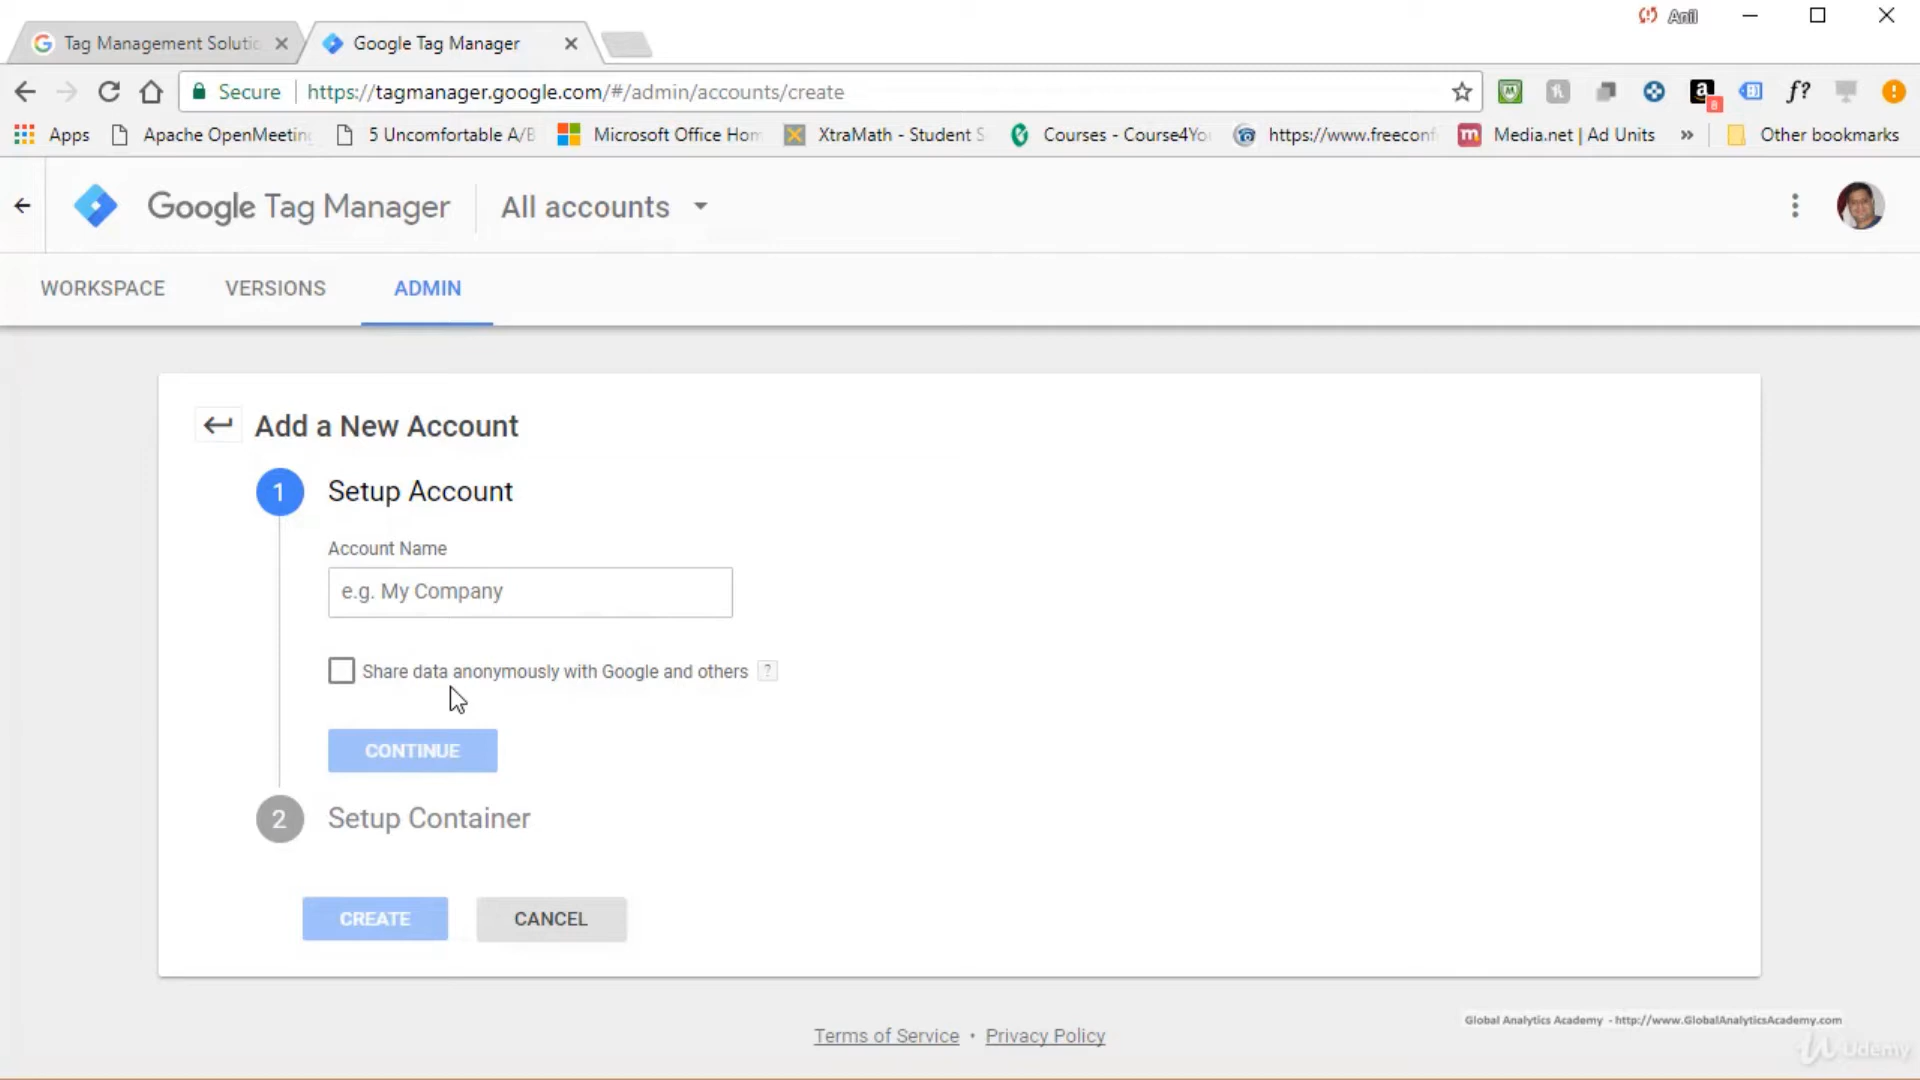 Anil
Tag Management Solutio
Google Tag Manager
Secure
https://tagmanager.google.com/#/admin/accounts/create
a
8
f?
Apps
Apache OpenMeeting
5 Uncomfortable A/B
Microsoft Office Hom
XtraMath - Student S
Courses - Course4Yo
https://www.freeconf
m
Media.net | Ad Units
»
Other bookmarks
Google Tag Manager
All accounts
WORKSPACE
VERSIONS
ADMIN
Add a New Account
1
Setup Account
Account Name
e.g. My Company
Share data anonymously with Google and others
?
CONTINUE
2
Setup Container
CREATE
CANCEL
Global Analytics Academy - http://www.GlobalAnalyticsAcademy.com
Terms of Service • Privacy Policy
Udemy